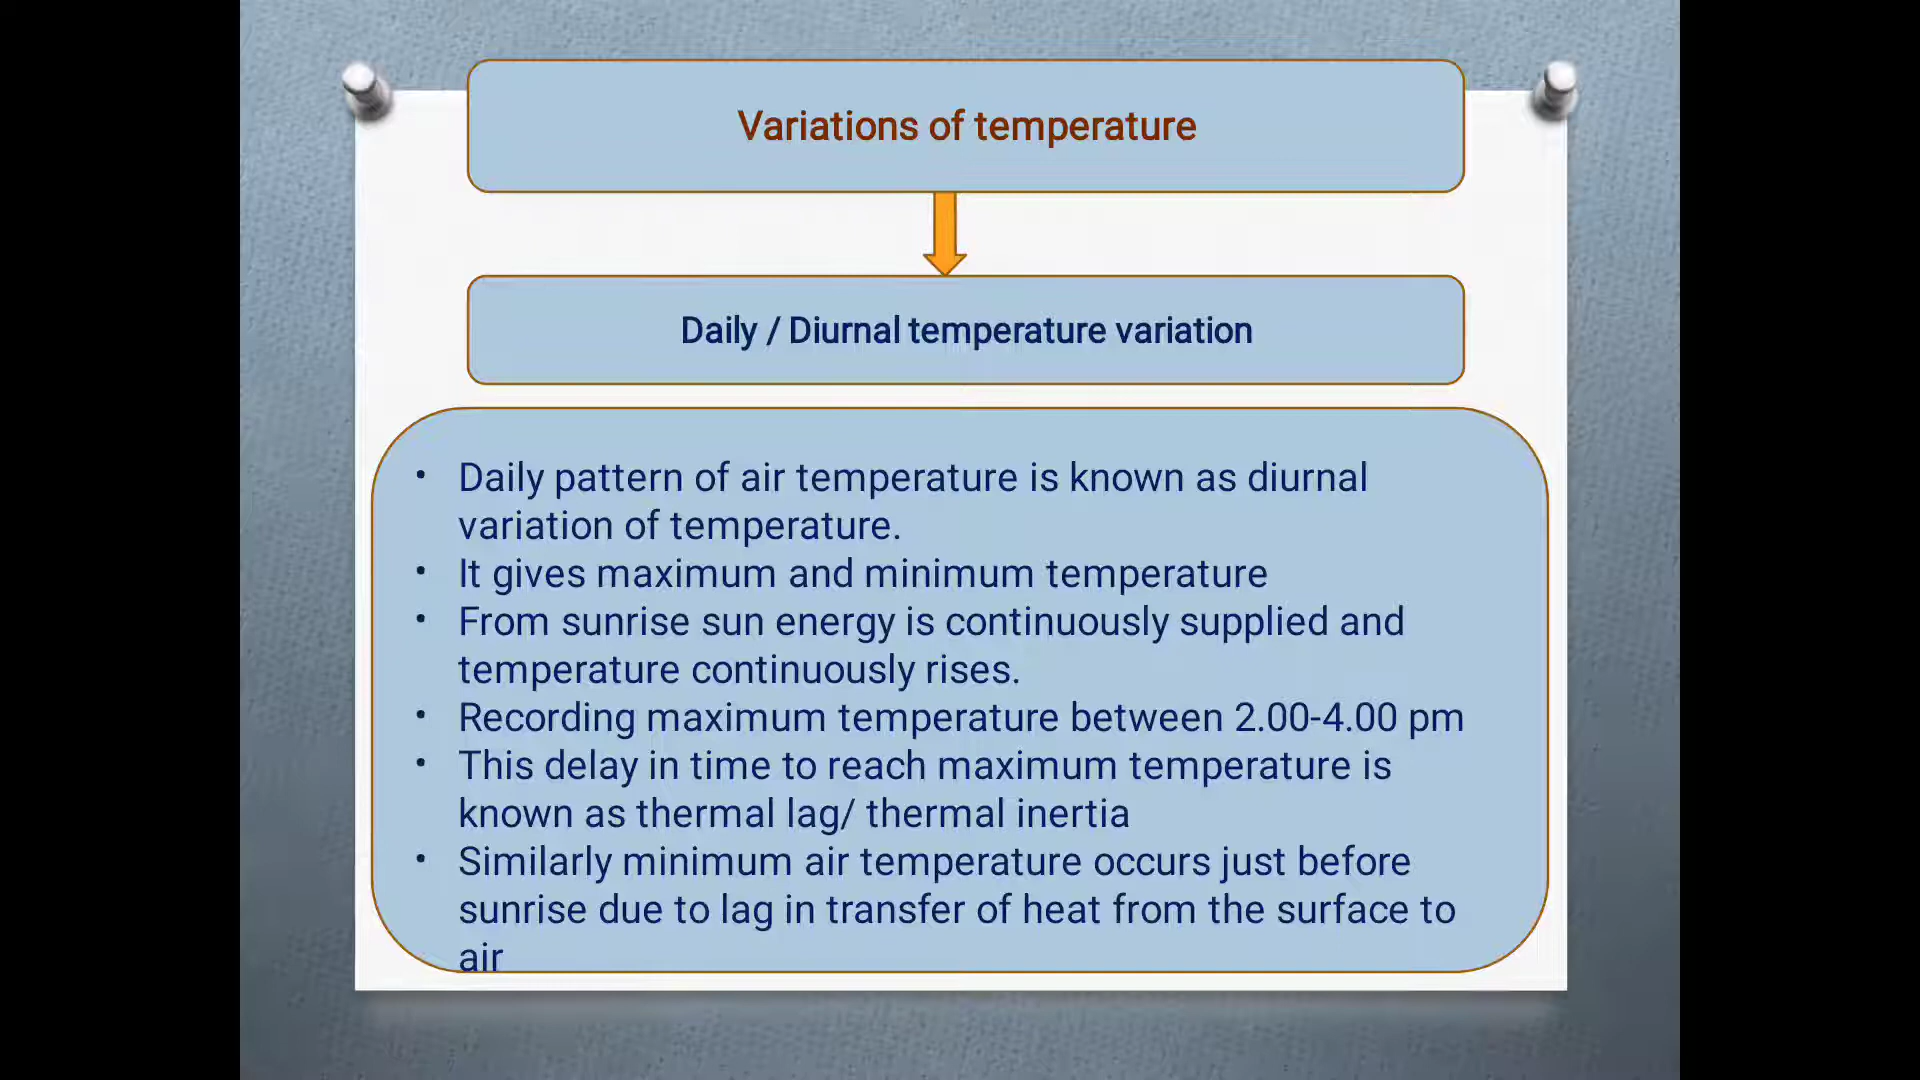 Variations of temperature
Daily / Diurnal temperature variation
• Daily pattern of air temperature is known as diurnal
variation of temperature.
• It gives maximum and minimum temperature
• From sunrise sun energy is continuously supplied and
temperature continuously rises.
• Recording maximum temperature between 2.00-4.00 pm
• This delay in time to reach maximum temperature is
known as thermal lag/ thermal inertia
• Similarly minimum air temperature occurs just before
sunrise due to lag in transfer of heat from the surface to
air